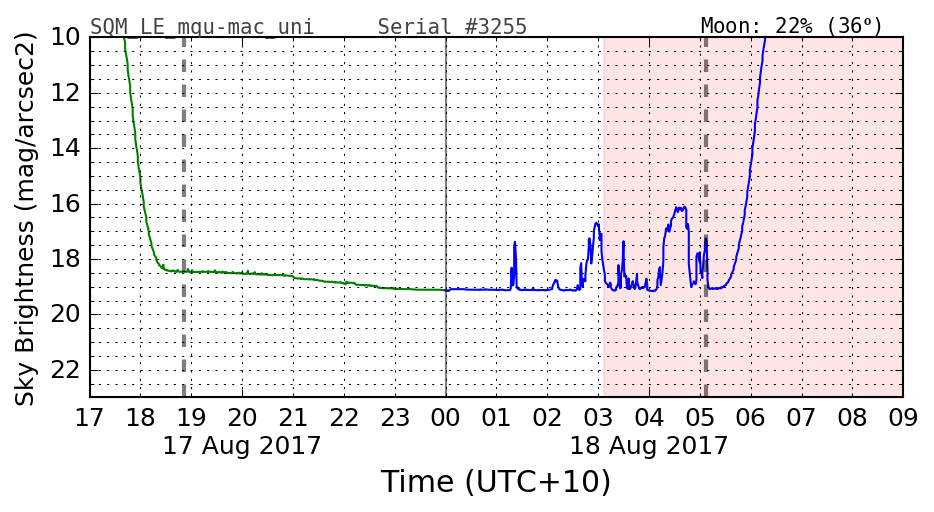 SQM_LE_mqu-mac_uni Serial #3255 Moon: 22% (36°)
Sky Brightness (mag/arcsec2)
10
12
14
16
18
20
22
17 18 19 20 21 22 23 00 01 02 03 04 05 06 07 08 09
17 Aug 2017 18 Aug 2017
Time (UTC+10)